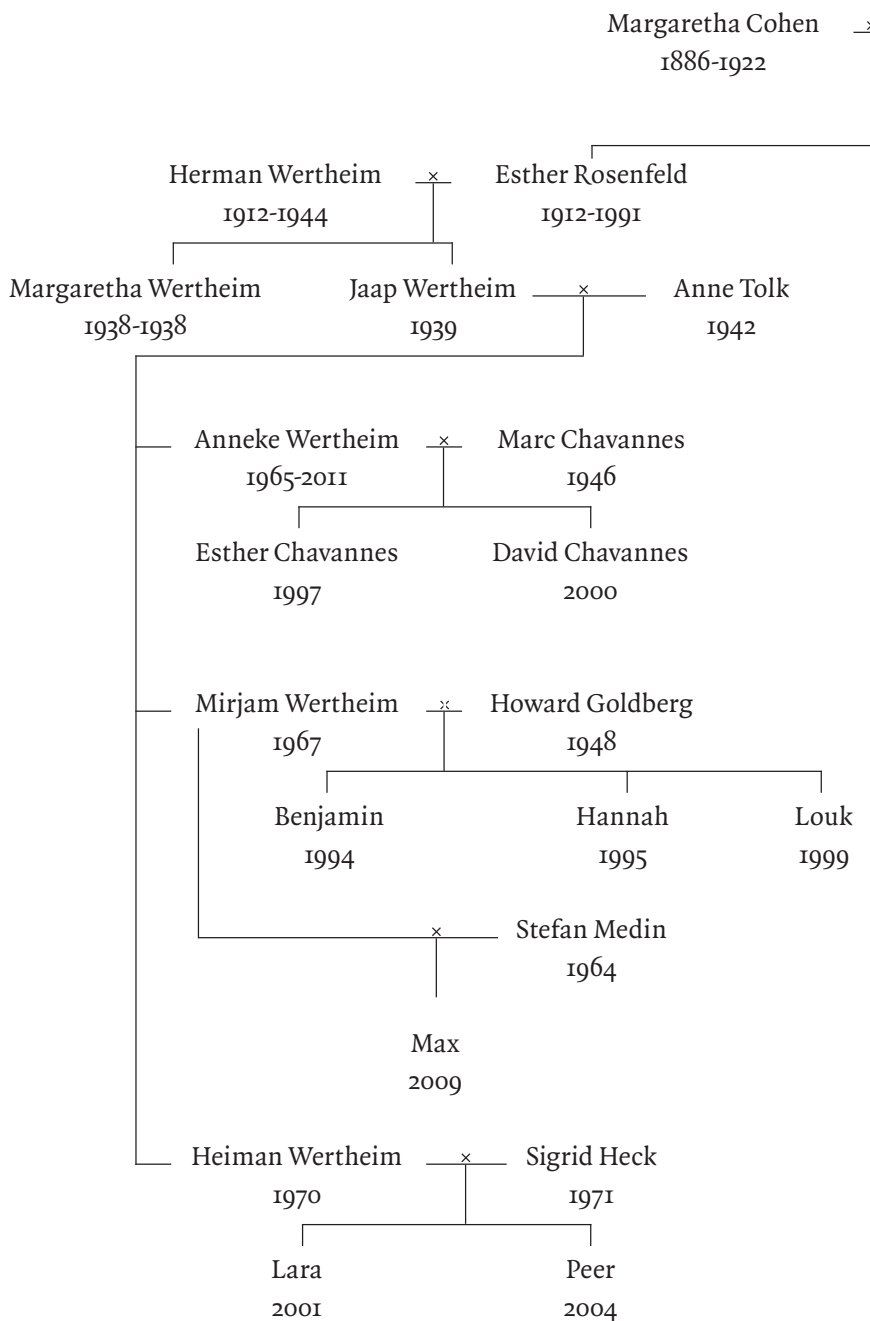 Margaretha Cohen ×
1886-1922
Herman Wertheim × Esther Rosenfeld
1912-1944 1912-1991
Margaretha Wertheim Jaap Wertheim × Anne Tolk
1938-1938 1939 1942
Anneke Wertheim × Marc Chavannes
1965-2011 1946
Esther Chavannes David Chavannes
1997 2000
Mirjam Wertheim × Howard Goldberg
1967 1948
Benjamin Hannah Louk
1994 1995 1999
× Stefan Medin
1964
Max
2009
Heiman Wertheim × Sigrid Heck
1970 1971
Lara Peer
2001 2004